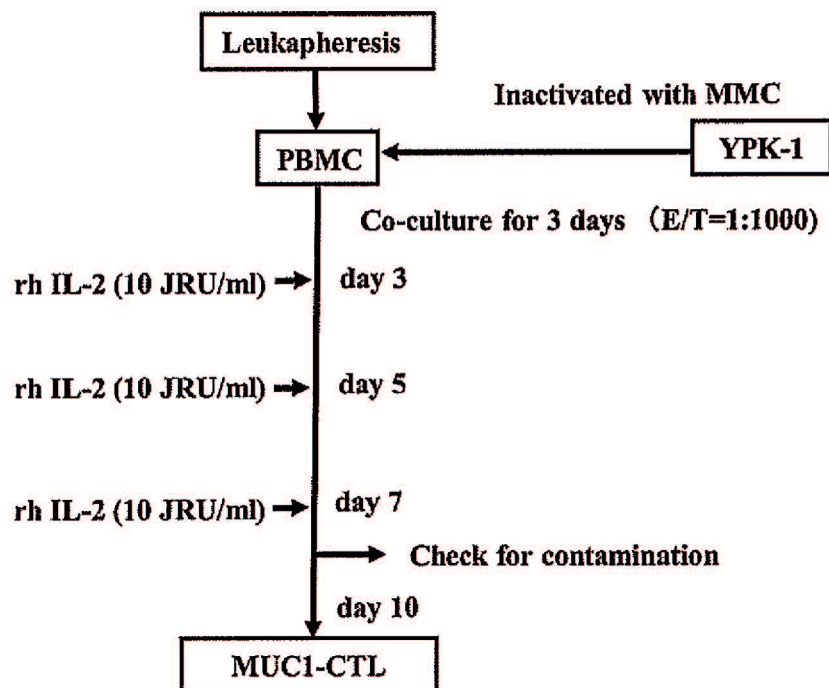 Leukapheresis
Inactivated with MMC
PBMC
YPK-1
Co-culture for 3 days (E/T=1:1000)
rh IL-2 (10 JRU/ml)
day 3
rh IL-2 (10 JRU/ml)
day 5
rh IL-2 (10 JRU/ml)
day 7
Check for contamination
day 10
MUC1-CTL